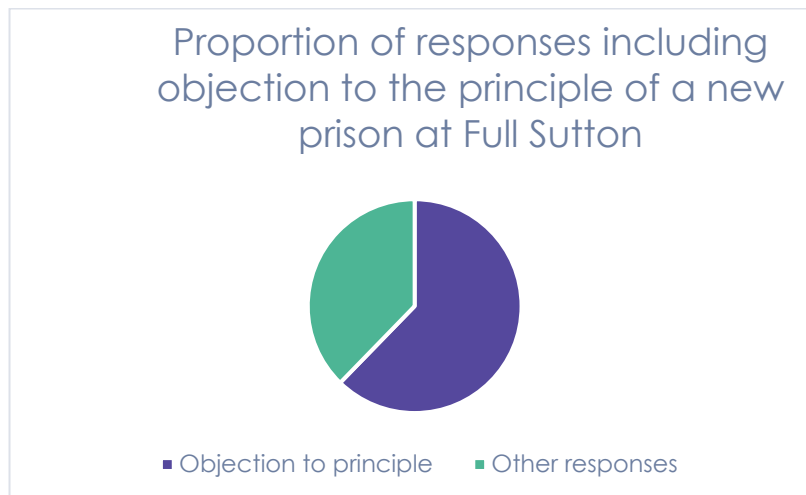 Proportion of responses including
objection to the principle of a new
prison at Full Sutton
Objection to principle
Other responses